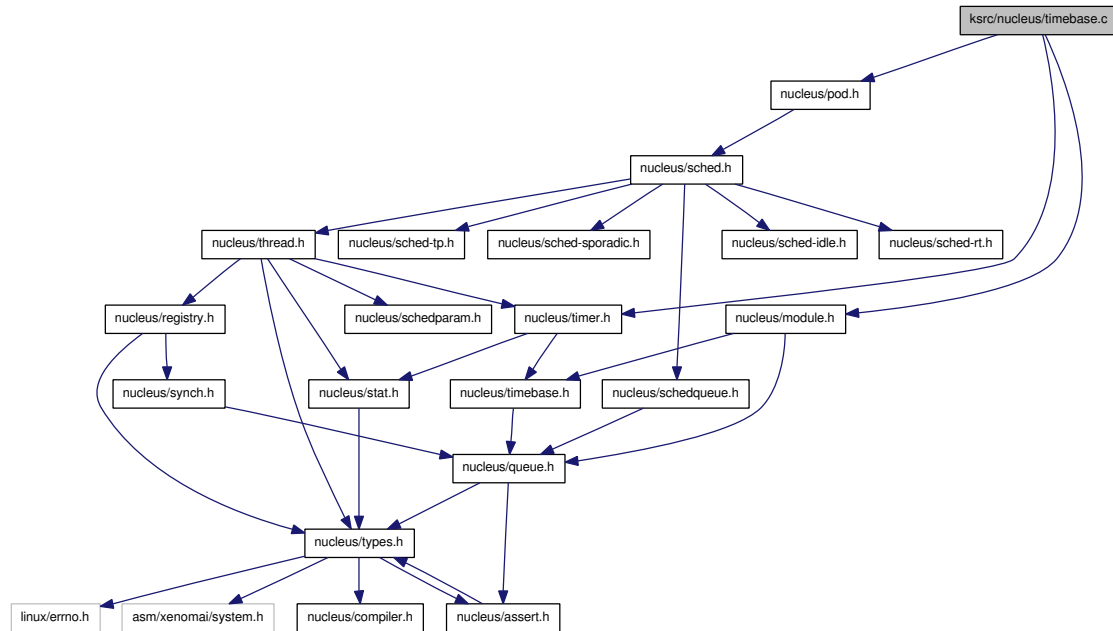 ksrc/nucleus/timebase.c
nucleus/pod.h
nucleus/sched.h
nucleus/thread.h
nucleus/sched-tp.h
nucleus/sched-sporadic.h
nucleus/sched-idle.h
nucleus/sched-rt.h
nucleus/registry.h
nucleus/schedparam.h
nucleus/timer.h
nucleus/module.h
nucleus/synch.h
nucleus/stat.h
nucleus/timebase.h
nucleus/schedqueue.h
nucleus/queue.h
nucleus/types.h
linux/errno.h
asm/xenomai/system.h
nucleus/compiler.h
nucleus/assert.h